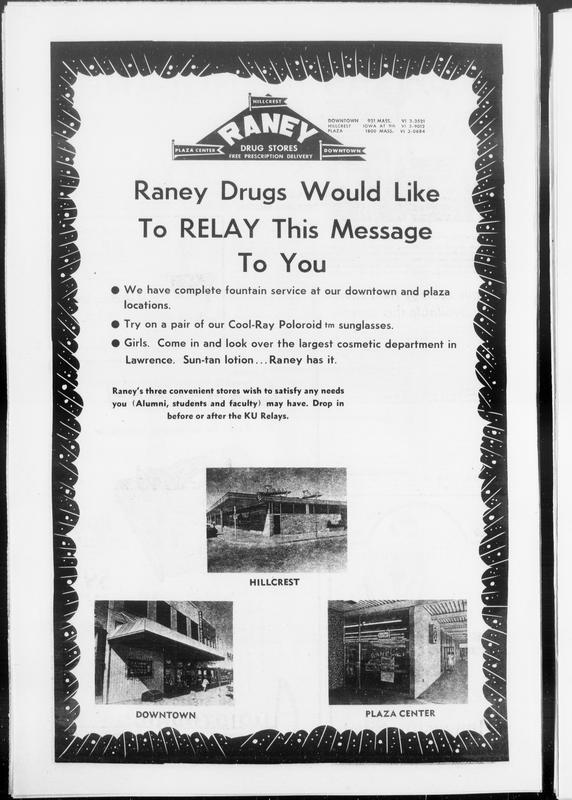 HILLCREST
RANEY
PLAZA CENTER
DRUG STORES
DOWNTOWN
FREE PRESCRIPTION DELIVERY
DOWNTOWN 921 MASS. VI 3-3521
HILLCREST IOWA AT 9th VI 3-9012
PLAZA 1800 MASS. VI 3-0684
Raney Drugs Would Like
To RELAY This Message
To You
● We have complete fountain service at our downtown and plaza
locations.
● Try on a pair of our Cool-Ray Poloroid tm sunglasses.
● Girls. Come in and look over the largest cosmetic department in
Lawrence. Sun-tan lotion...Raney has it.
Raney's three convenient stores wish to satisfy any needs
you (Alumni, students and faculty) may have. Drop in
before or after the KU Relays.
HILLCREST
DOWNTOWN
PLAZA CENTER